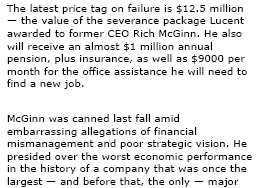 The latest price tag on failure is $12.5 million
— the value of the severance package Lucent
awarded to former CEO Rich McGinn. He also
will receive an almost $1 million annual
pension, plus insurance, as well as $9000 per
month for the office assistance he will need to
find a new job.
McGinn was canned last fall amid
embarrassing allegations of financial
mismanagement and poor strategic vision. He
presided over the worst economic performance
in the history of a company that was once the
largest — and before that, the only — major